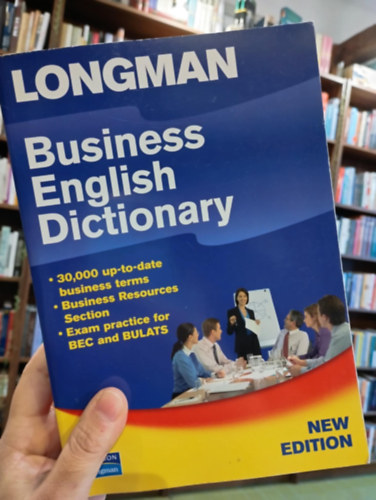 LONGMAN
Business
English
Dictionary
• 30,000 up-to-date
business terms
• Business Resources
Section
• Exam practice for
BEC and BULATS
NEW
EDITION